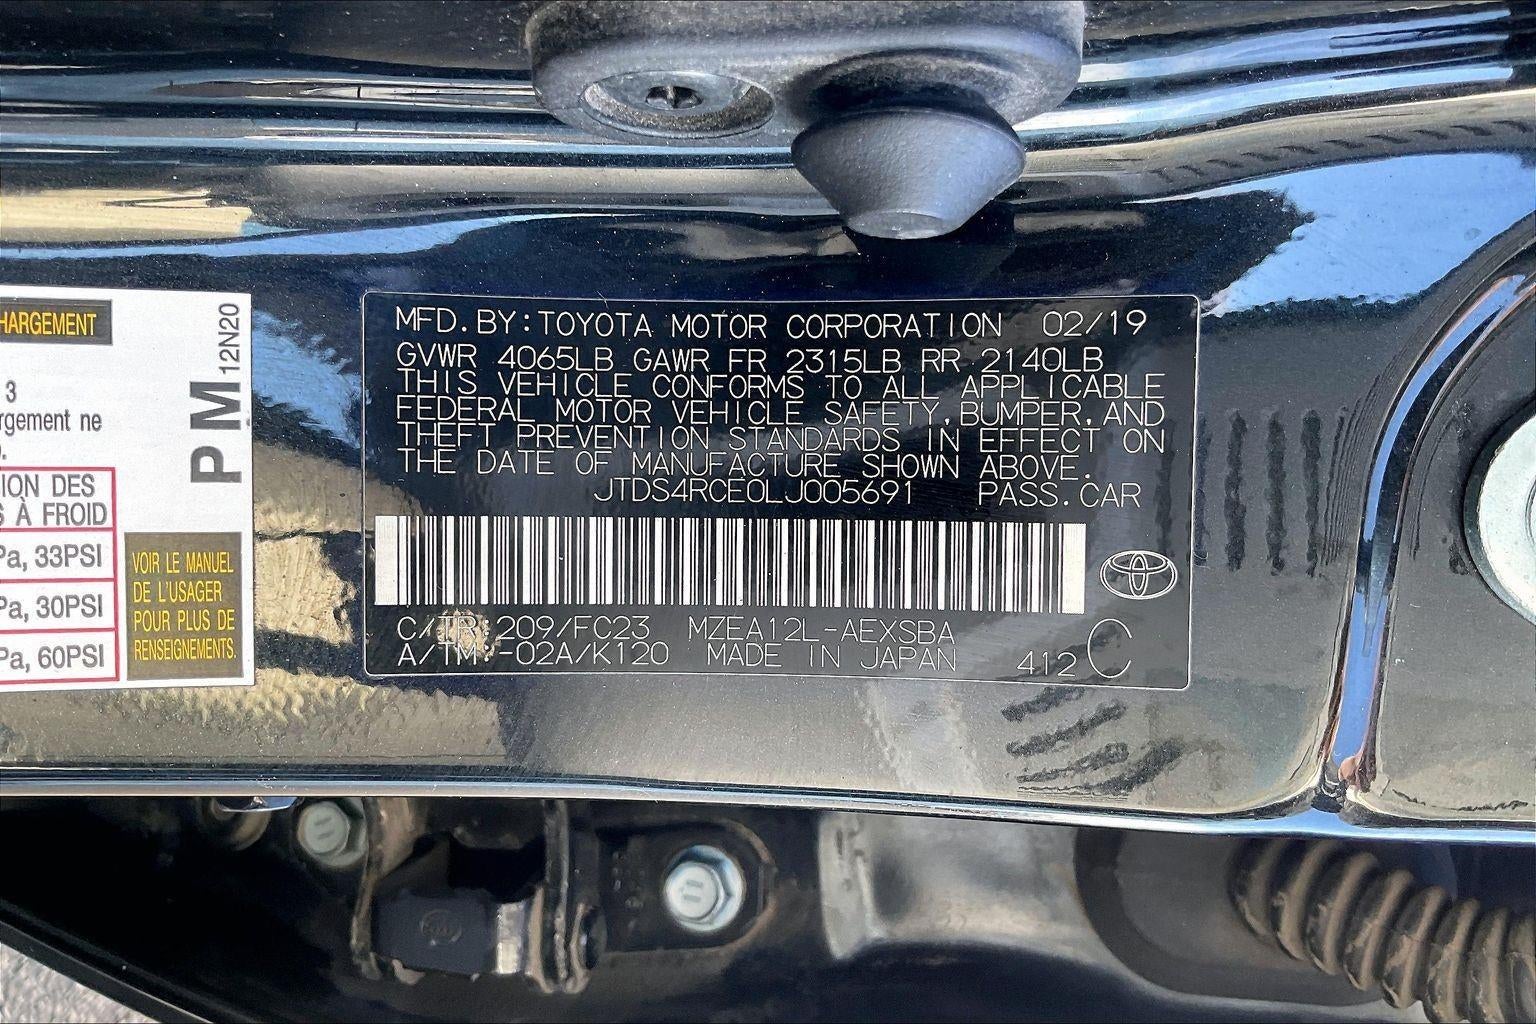 HARGEMENT
3
rgement ne
PM
12N20
ION DES
S À FROID
Pa, 33PSI
Pa, 30PSI
Pa, 60PSI
VOIR LE MANUEL
DE L'USAGER
POUR PLUS DE
RENSEIGNEMENTS.
MFD.BY:TOYOTA MOTOR CORPORATION 02/19
GVWR 4065LB GAWR FR 2315LB RR 2140LB
THIS VEHICLE CONFORMS TO ALL APPLICABLE
FEDERAL MOTOR VEHICLE SAFETY,BUMPER,AND
THEFT PREVENTION STANDARDS IN EFFECT ON
THE DATE OF MANUFACTURE SHOWN ABOVE.
JTDS4RCE0LJ005691 PASS.CAR
C/TR:209/FC23 MZEA12L-AEXSBA
A/TM:-02A/K120 MADE IN JAPAN 412 C